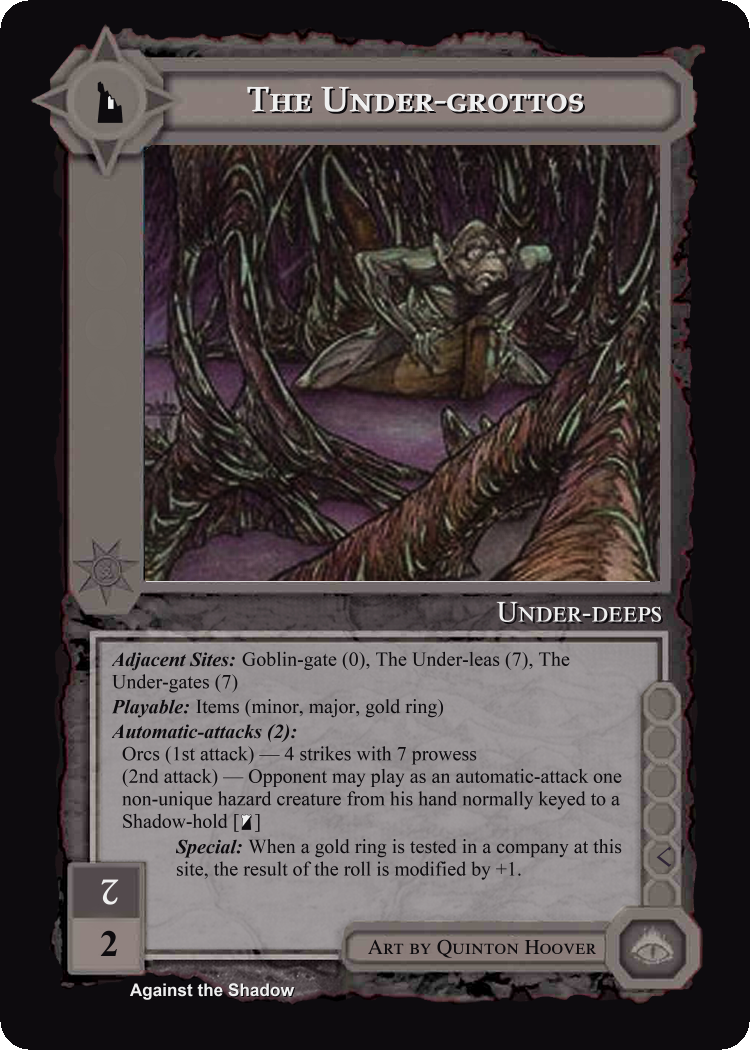 The Under-grottos
Under-deeps
Adjacent Sites: Goblin-gate (0), The Under-leas (7), The
Under-gates (7)
Playable: Items (minor, major, gold ring)
Automatic-attacks (2):
Orcs (1st attack) — 4 strikes with 7 prowess
(2nd attack) — Opponent may play as an automatic-attack one
non-unique hazard creature from his hand normally keyed to a
Shadow-hold [ ]
Special: When a gold ring is tested in a company at this
site, the result of the roll is modified by +1.
2
2
Art by Quinton Hoover
Against the Shadow